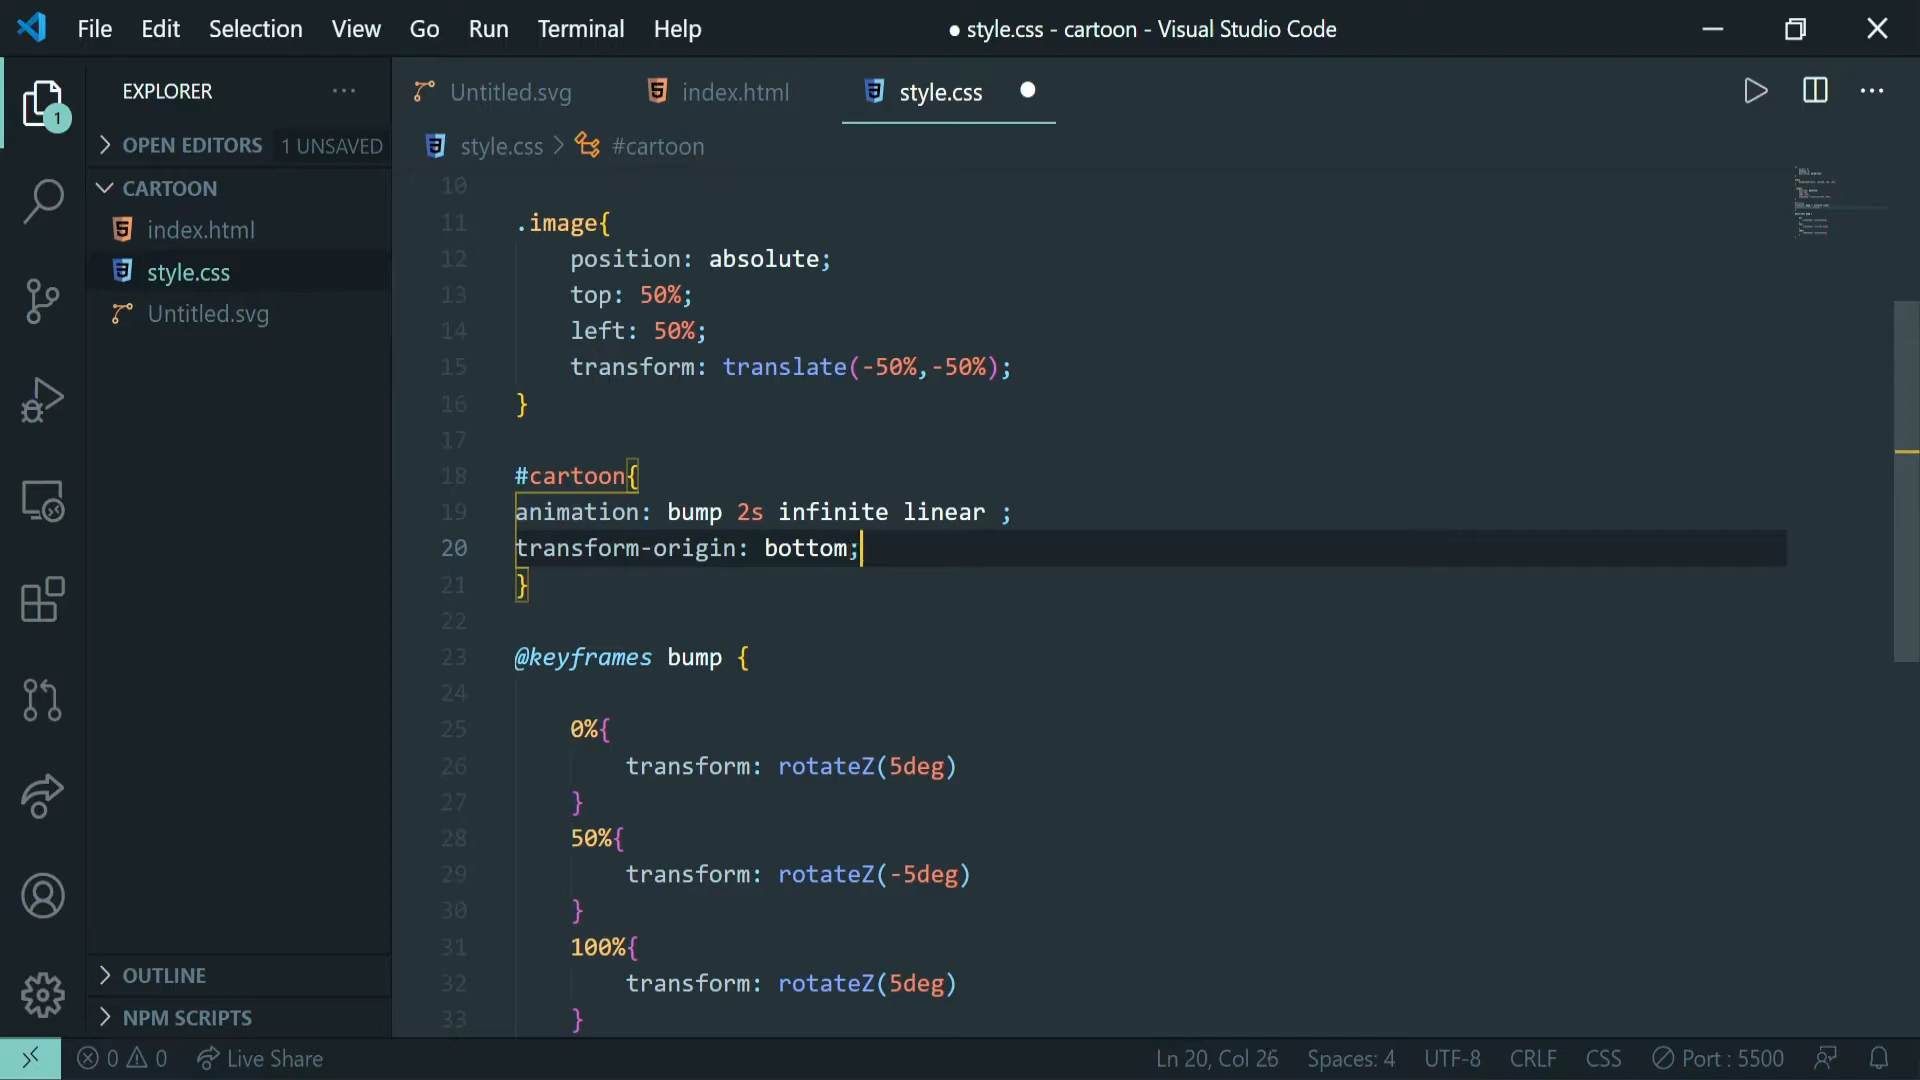 File Edit Selection View Go Run Terminal Help
● style.css - cartoon - Visual Studio Code
EXPLORER
OPEN EDITORS 1 UNSAVED
CARTOON
index.html
style.css
Untitled.svg
OUTLINE
NPM SCRIPTS
1
Untitled.svg index.html style.css
style.css > #cartoon
10
11 .image{
12 position: absolute;
13 top: 50%;
14 left: 50%;
15 transform: translate(-50%,-50%);
16 }
17
18 #cartoon{
19 animation: bump 2s infinite linear ;
20 transform-origin: bottom;
21 }
22
23 @keyframes bump {
24
25 0%{
26 transform: rotateZ(5deg)
27 }
28 50%{
29 transform: rotateZ(-5deg)
30 }
31 100%{
32 transform: rotateZ(5deg)
33 }
0 0 Live Share Ln 20, Col 26 Spaces: 4 UTF-8 CRLF CSS Port : 5500